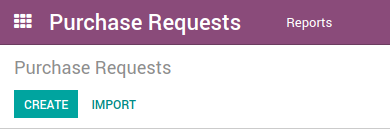 Purchase Requests Reports
Purchase Requests
CREATE IMPORT